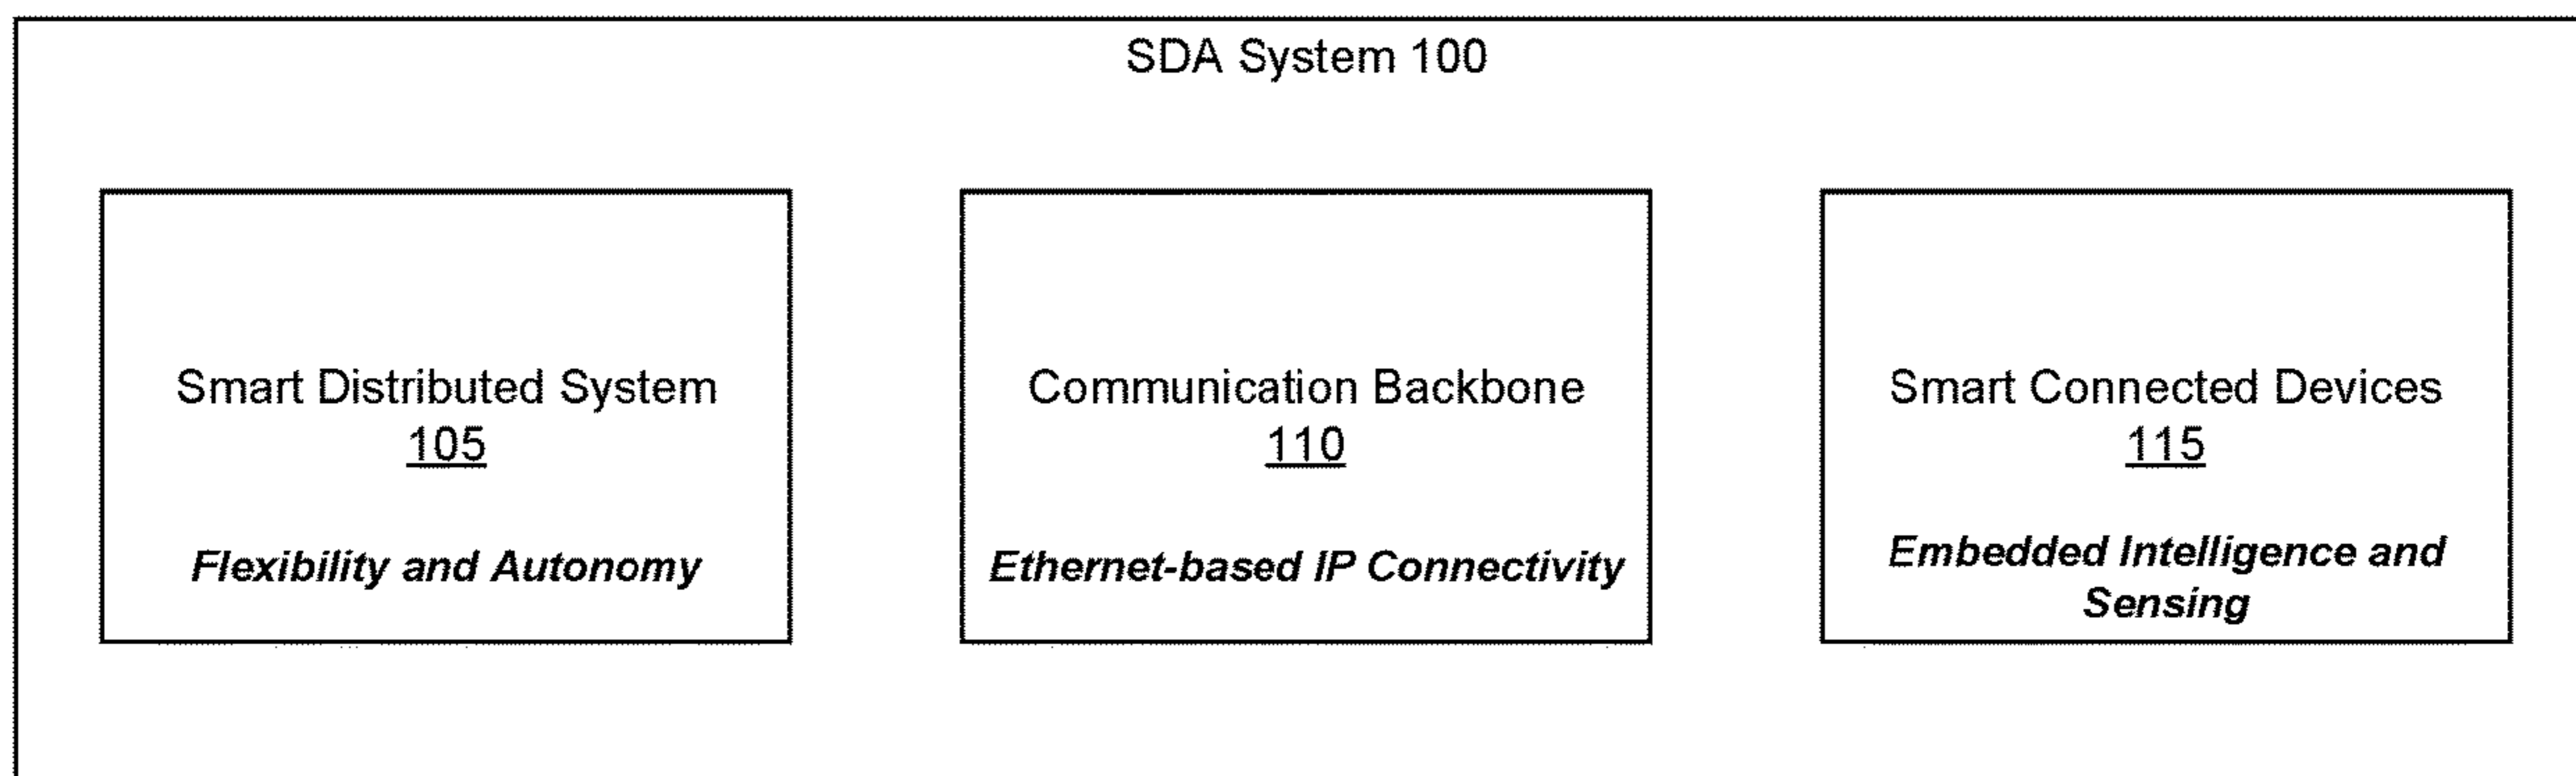 SDA System 100
Smart Distributed System
105
Flexibility and Autonomy
Communication Backbone
110
Ethernet-based IP Connectivity
Smart Connected Devices
115
Embedded Intelligence and
Sensing